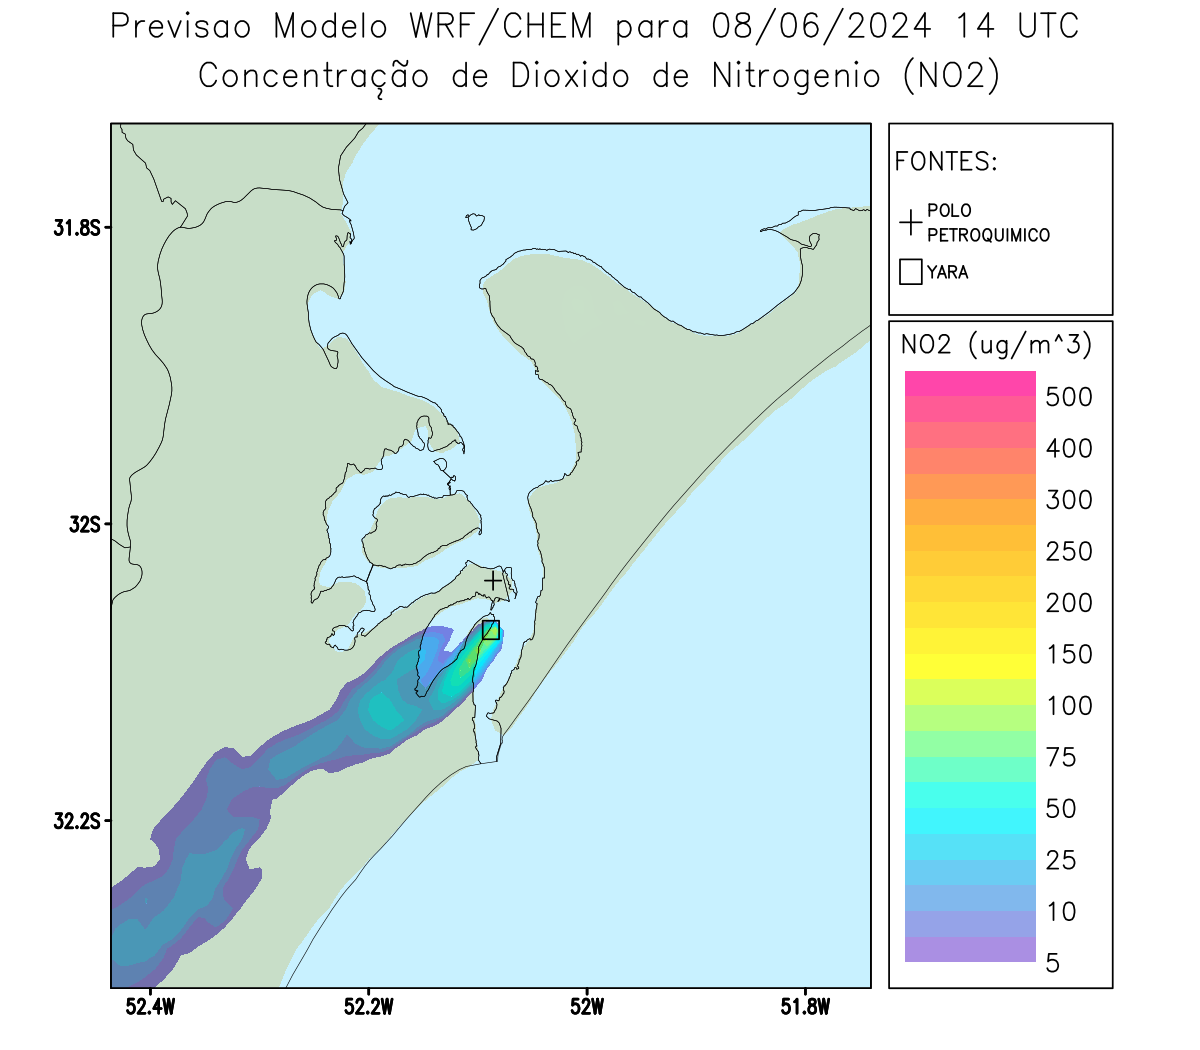 Previsao Modelo WRF/CHEM para 08/06/2024 14 UTC
Concentração de Dioxido de Nitrogenio (NO2)
FONTES:
POLO
PETROQUIMICO
YARA
31.8S
32S
32.2S
52.4W
52.2W
52W
51.8W
NO2 (ug/m^3)
500
400
300
250
200
150
100
75
50
25
10
5